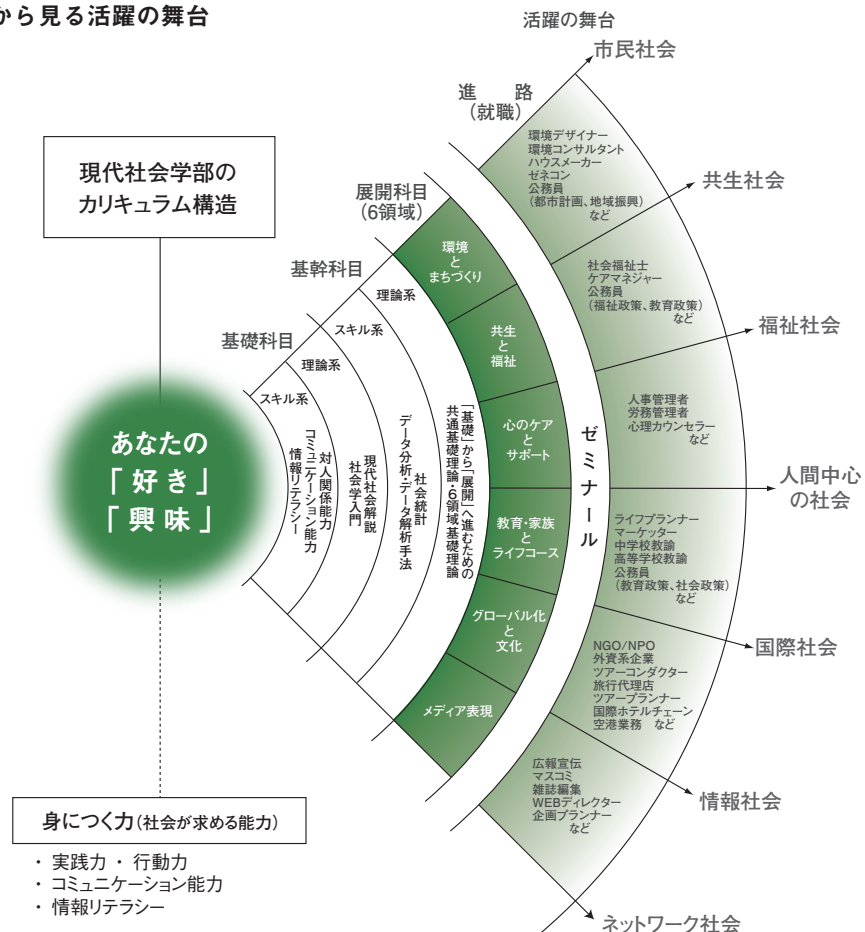 から見る活躍の舞台
現代社会学部の
カリキュラム構造
あなたの
「好き」
「興味」
身につく力(社会が求める能力)
・ 実践力 ・ 行動力
・ コミュニケーション能力
・ 情報リテラシー
基礎科目
スキル系
対人関係能力
コミュニケーション能力
情報リテラシー
理論系
現代社会解説
社会学入門
基幹科目
スキル系
社会統計
データ分析・データ解析手法
理論系
「基礎」から「展開」へ進むための
共通基礎理論・6領域基礎理論
展開科目
(6領域)
環境
と
まちづくり
共生
と
福祉
心のケア
と
サポート
教育・家族
と
ライフコース
グローバル化
と
文化
メディア表現
ゼミナール
進 路
(就職)
環境デザイナー
環境コンサルタント
ハウスメーカー
ゼネコン
公務員
(都市計画、地域振興)
など
社会福祉士
ケアマネジャー
公務員
(福祉政策、教育政策)
など
人事管理者
労務管理者
心理カウンセラー
など
ライフプランナー
マーケッター
中学校教諭
高等学校教諭
公務員
(教育政策、社会政策)
など
NGO/NPO
外資系企業
ツアーコンダクター
旅行代理店
ツアープランナー
国際ホテルチェーン
空港業務 など
広報宣伝
マスコミ
雑誌編集
WEBディレクター
企画プランナー
など
活躍の舞台
市民社会
共生社会
福祉社会
人間中心
の社会
国際社会
情報社会
ネットワーク社会